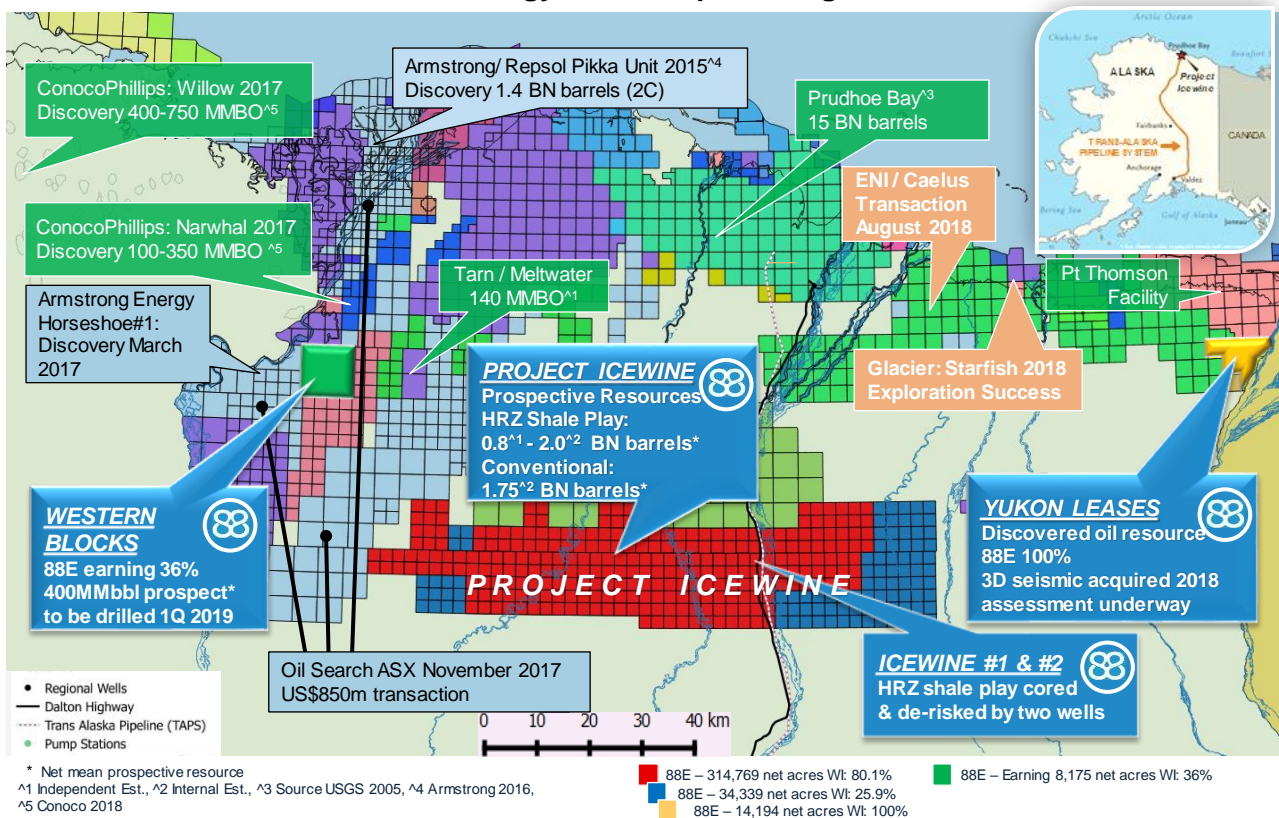 ConocoPhillips: Willow 2017
Discovery 400-750 MMBO^5
Armstrong/ Repsol Pikka Unit 2015^4
Discovery 1.4 BN barrels (2C)
Prudhoe Bay^3
15 BN barrels
Arctic Ocean
Chukchi Sea
Beaufort Sea
Prudhoe Bay
Project
Icewine
ALASKA
Fairbanks
CANADA
TRANS-ALASKA
PIPELINE SYSTEM
Anchorage
Valdez
Bering Sea
Gulf of Alaska
Juneau
ENI / Caelus
Transaction
August 2018
ConocoPhillips: Narwhal 2017
Discovery 100-350 MMBO ^5
Tarn / Meltwater
140 MMBO^1
Pt Thomson
Facility
Armstrong Energy
Horseshoe#1:
Discovery March
2017
Glacier: Starfish 2018
Exploration Success
PROJECT ICEWINE
88
Prospective Resources
HRZ Shale Play:
0.8^1 - 2.0^2 BN barrels*
Conventional:
1.75^2 BN barrels*
WESTERN
BLOCKS
88
88E earning 36%
400MMbbl prospect*
to be drilled 1Q 2019
YUKON LEASES
88
Discovered oil resource
88E 100%
3D seismic acquired 2018
assessment underway
PROJECT ICEWINE
Oil Search ASX November 2017
US$850m transaction
ICEWINE #1 & #2
88
HRZ shale play cored
& de-risked by two wells
Regional Wells
Dalton Highway
Trans Alaska Pipeline (TAPS)
Pump Stations
0 10 20 30 40 km
* Net mean prospective resource
^1 Independent Est., ^2 Internal Est., ^3 Source USGS 2005, ^4 Armstrong 2016,
^5 Conoco 2018
88E – 314,769 net acres WI: 80.1%
88E – 34,339 net acres WI: 25.9%
88E – 14,194 net acres WI: 100%
88E – Earning 8,175 net acres WI: 36%